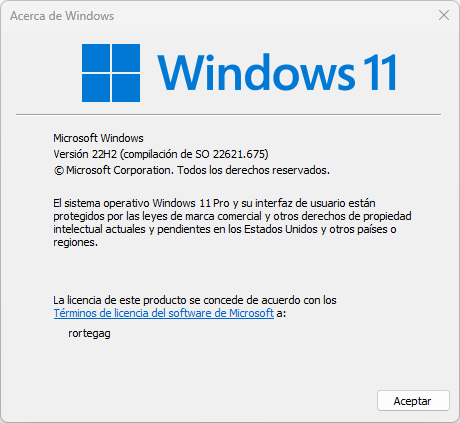 Acerca de Windows
Windows 11
Microsoft Windows
Versión 22H2 (compilación de SO 22621.675)
© Microsoft Corporation. Todos los derechos reservados.
El sistema operativo Windows 11 Pro y su interfaz de usuario están
protegidos por las leyes de marca comercial y otros derechos de propiedad
intelectual actuales y pendientes en los Estados Unidos y otros países o
regiones.
La licencia de este producto se concede de acuerdo con los
Términos de licencia del software de Microsoft a:
rortegag
Aceptar